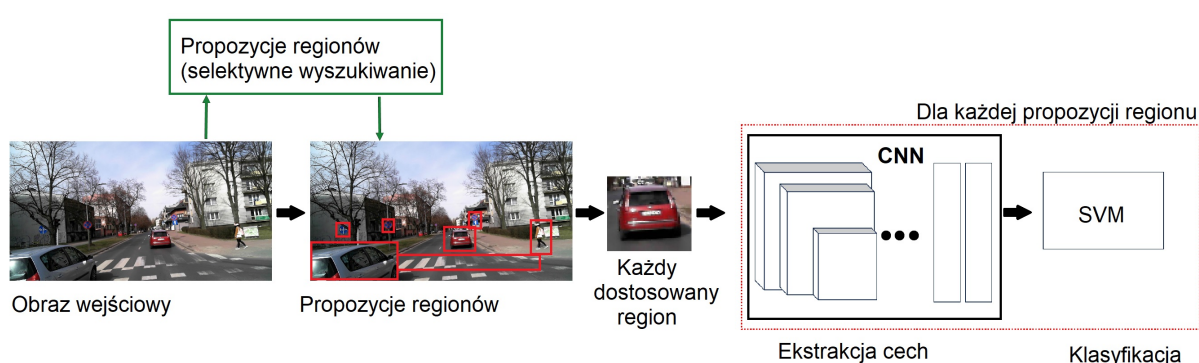 Propozycje regionów
(selektywne wyszukiwanie)
Dla każdej propozycji regionu
CNN
SVM
Obraz wejściowy
Propozycje regionów
Każdy
dostosowany
region
Ekstrakcja cech
Klasyfikacja